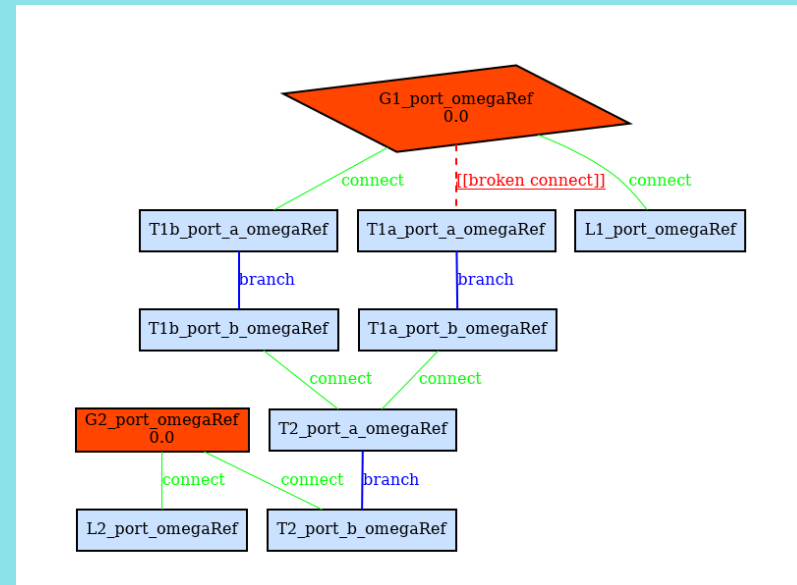 G1_port_omegaRef
0.0
connect
[[broken connect]]
connect
T1b_port_a_omegaRef
T1a_port_a_omegaRef
L1_port_omegaRef
branch
branch
T1b_port_b_omegaRef
T1a_port_b_omegaRef
connect
connect
G2_port_omegaRef
0.0
T2_port_a_omegaRef
connect
connect
branch
L2_port_omegaRef
T2_port_b_omegaRef